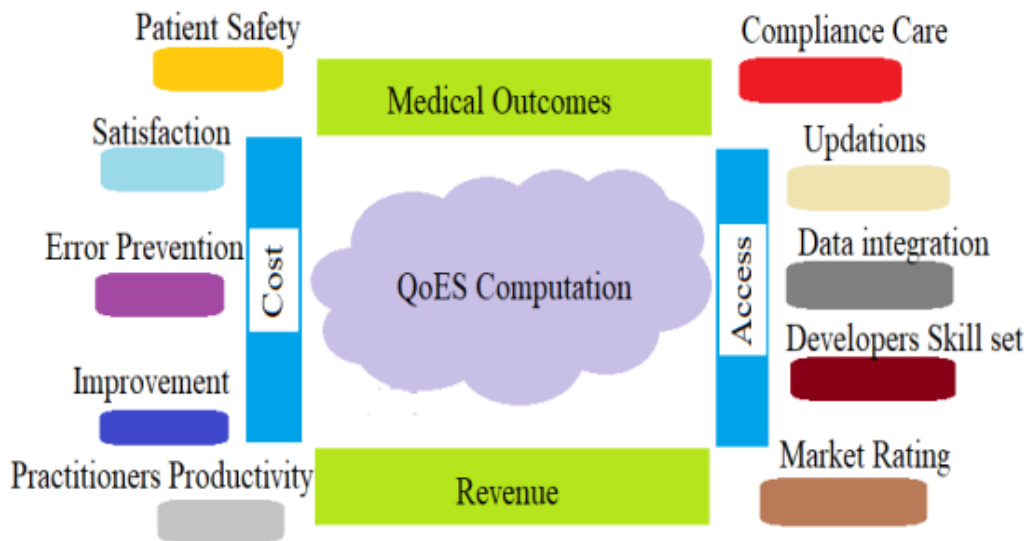 Patient Safety
Compliance Care
Medical Outcomes
Satisfaction
Updations
Error Prevention
Cost
QoES Computation
Access
Data integration
Developers Skill set
Improvement
Practitioners Productivity
Revenue
Market Rating